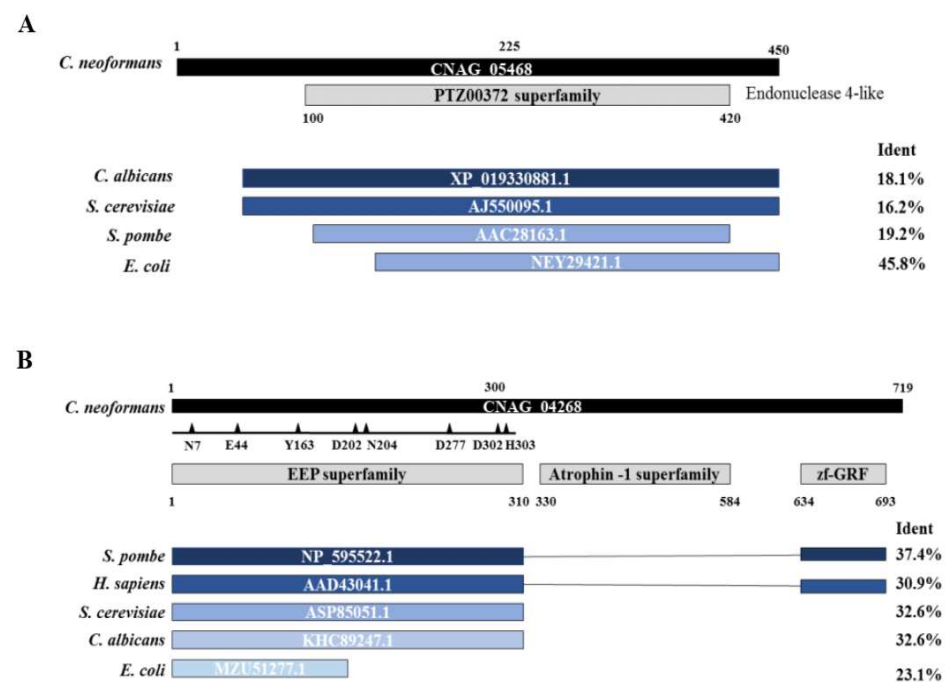 A
1 225 450
C. neoformans CNAG_05468
PTZ00372 superfamily Endonuclease 4-like
100 420
Ident
C. albicans XP_019330881.1 18.1%
S. cerevisiae AJ550095.1 16.2%
S. pombe AAC28163.1 19.2%
E. coli NEY29421.1 45.8%
B
1 300 719
C. neoformans CNAG_04268
N7 E44 Y163 D202 N204 D277 D302 H303
EEP superfamily Atrophin -1 superfamily zf-GRF
1 310 330 584 634 693
Ident
S. pombe NP_595522.1 37.4%
H. sapiens AAD43041.1 30.9%
S. cerevisiae ASP85051.1 32.6%
C. albicans KHC89247.1 32.6%
E. coli MZU51277.1 23.1%